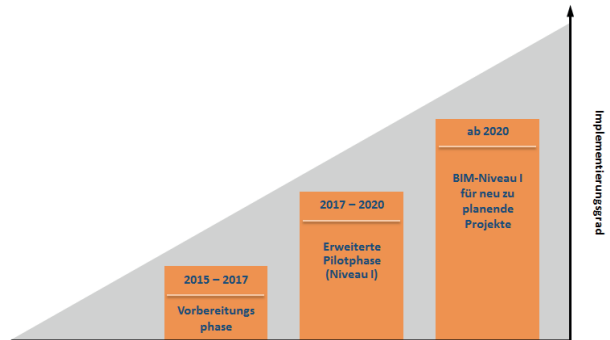 2015 – 2017
Vorbereitungs
phase
2017 – 2020
Erweiterte
Pilotphase
(Niveau I)
ab 2020
BIM-Niveau I
für neu zu
planende
Projekte
Implementierungsgrad